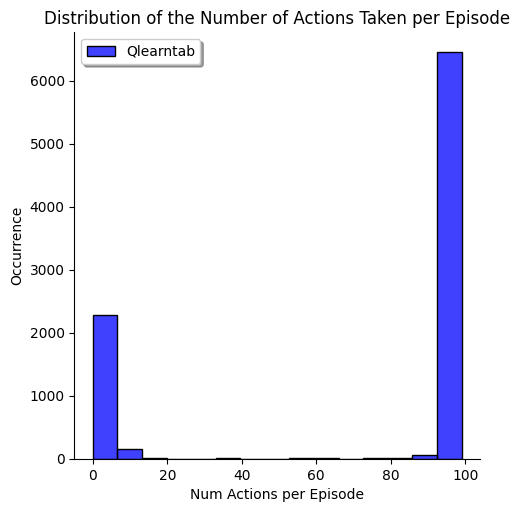 Distribution of the Number of Actions Taken per Episode
Qlearntab
Occurrence
6000
5000
4000
3000
2000
1000
0
0 20 40 60 80 100
Num Actions per Episode